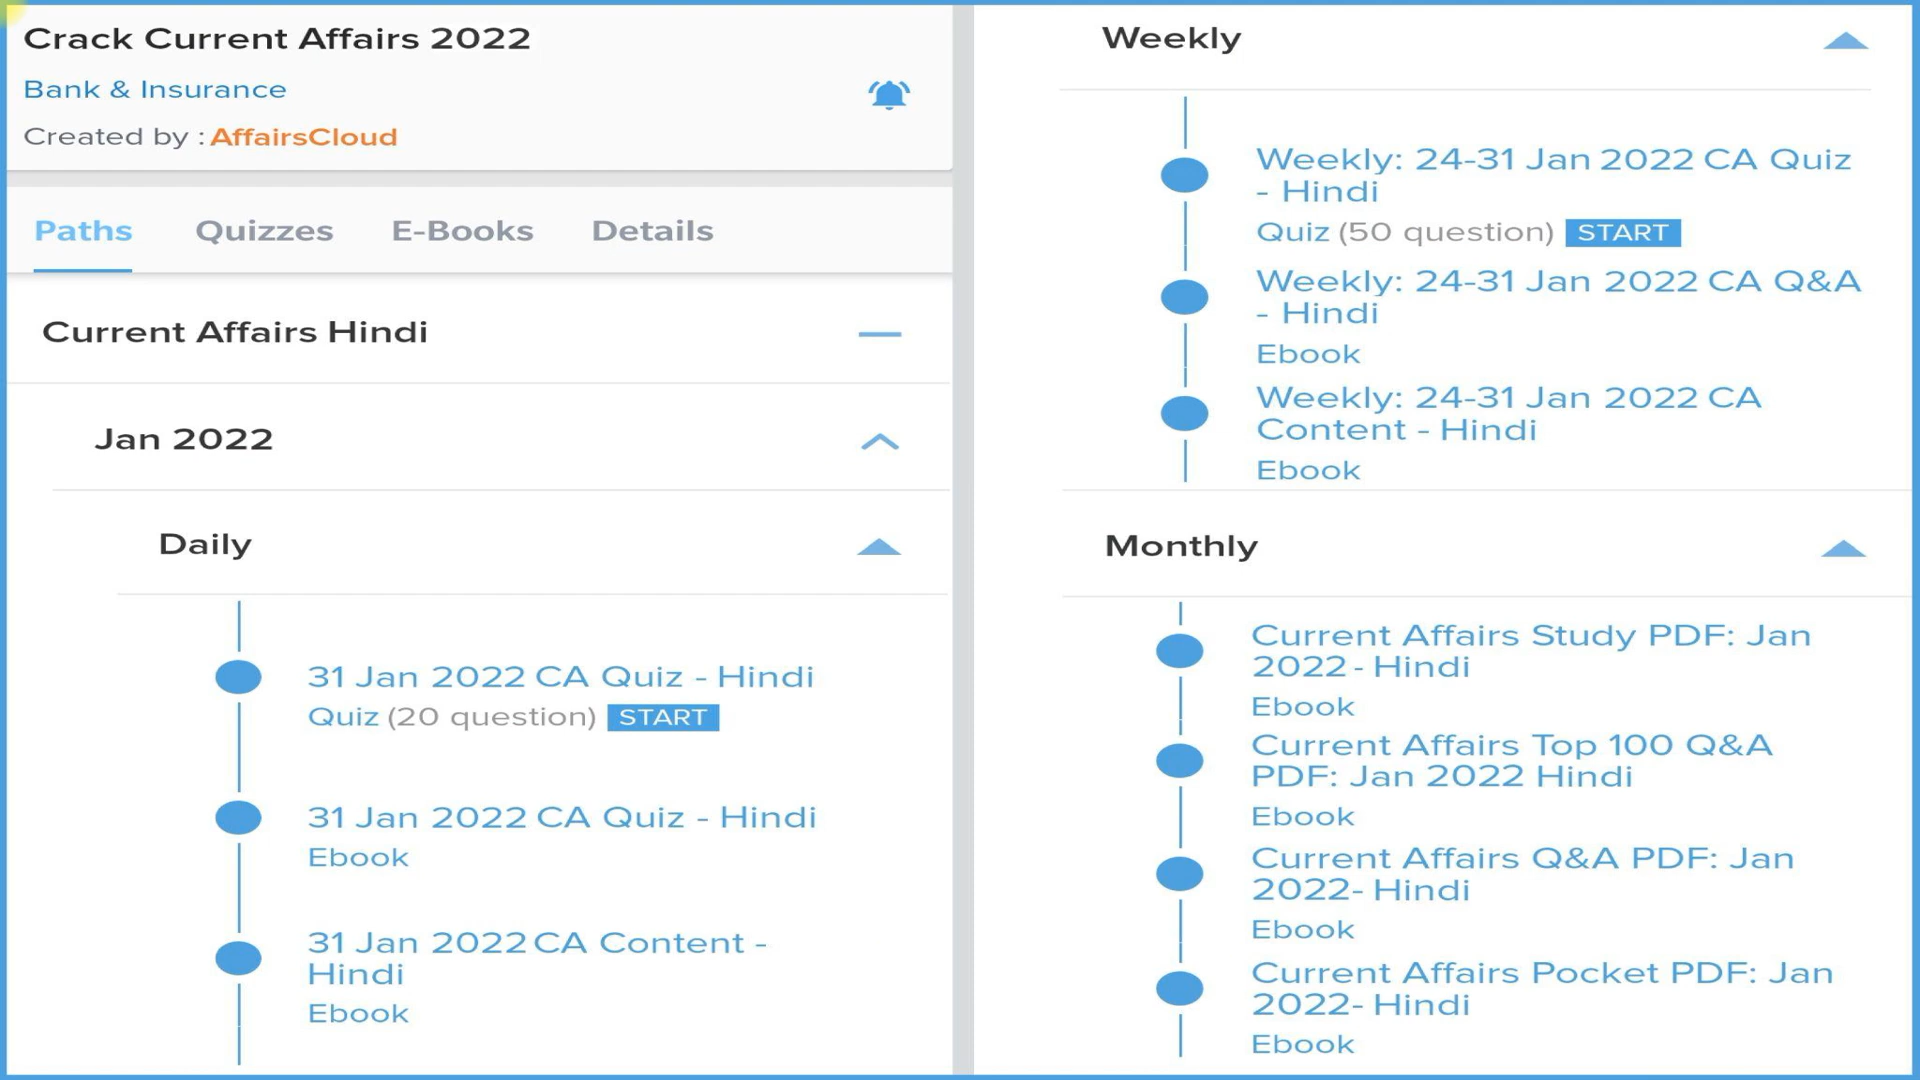 Crack Current Affairs 2022
Bank & Insurance
Created by : AffairsCloud
Paths Quizzes E-Books Details
Current Affairs Hindi
Jan 2022
Daily
31 Jan 2022 CA Quiz - Hindi
Quiz (20 question) START
31 Jan 2022 CA Quiz - Hindi
Ebook
31 Jan 2022 CA Content -
Hindi
Ebook
Weekly
Weekly: 24-31 Jan 2022 CA Quiz
- Hindi
Quiz (50 question) START
Weekly: 24-31 Jan 2022 CA Q&A
- Hindi
Ebook
Weekly: 24-31 Jan 2022 CA
Content - Hindi
Ebook
Monthly
Current Affairs Study PDF: Jan
2022 - Hindi
Ebook
Current Affairs Top 100 Q&A
PDF: Jan 2022 Hindi
Ebook
Current Affairs Q&A PDF: Jan
2022- Hindi
Ebook
Current Affairs Pocket PDF: Jan
2022- Hindi
Ebook